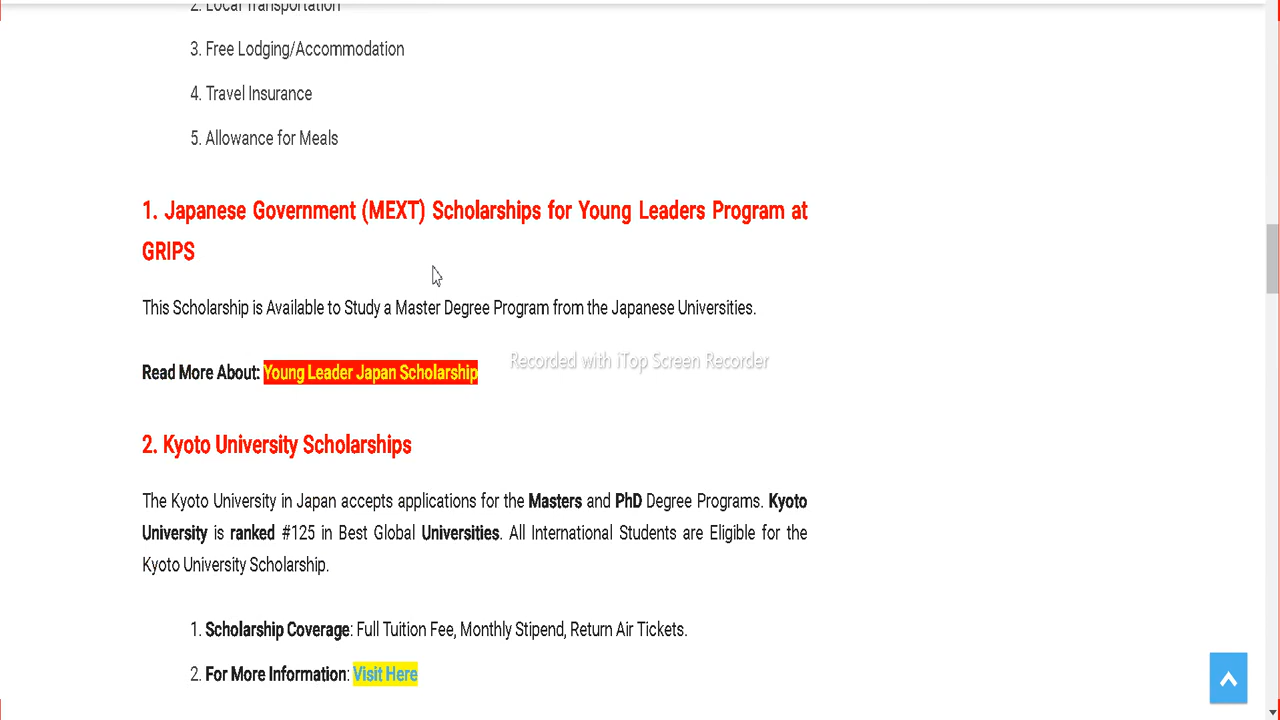 2. Local Transportation
3. Free Lodging/Accommodation
4. Travel Insurance
5. Allowance for Meals
1. Japanese Government (MEXT) Scholarships for Young Leaders Program at
GRIPS
This Scholarship is Available to Study a Master Degree Program from the Japanese Universities.
Recorded with iTop Screen Recorder
Read More About: Young Leader Japan Scholarship
2. Kyoto University Scholarships
The Kyoto University in Japan accepts applications for the Masters and PhD Degree Programs. Kyoto
University is ranked #125 in Best Global Universities. All International Students are Eligible for the
Kyoto University Scholarship.
1. Scholarship Coverage: Full Tuition Fee, Monthly Stipend, Return Air Tickets.
2. For More Information: Visit Here